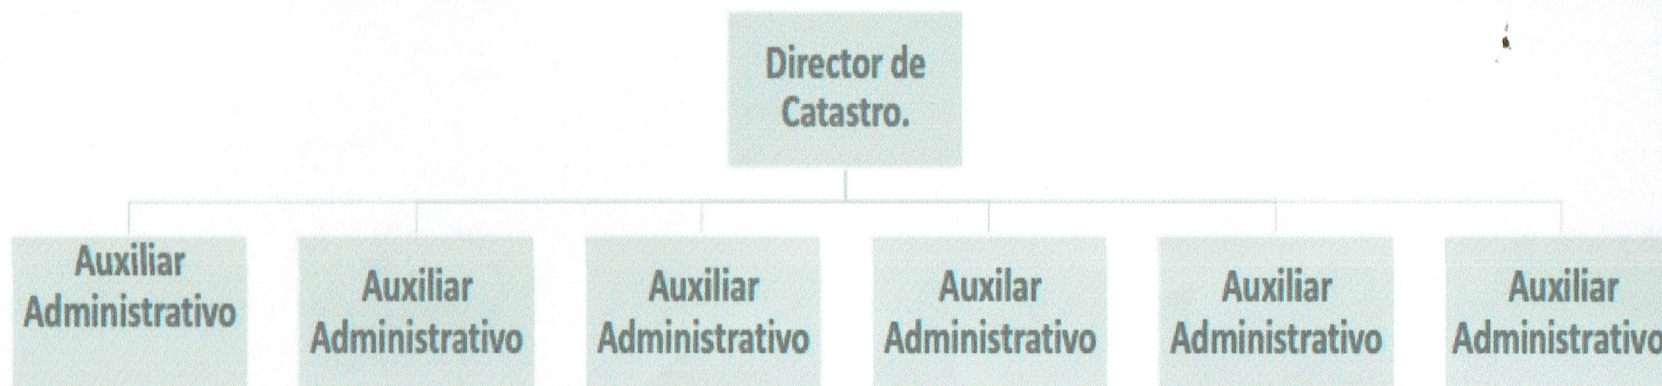 Director de
Catastro.
Auxiliar
Administrativo
Auxiliar
Administrativo
Auxiliar
Administrativo
Auxilar
Administrativo
Auxiliar
Administrativo
Auxiliar
Administrativo